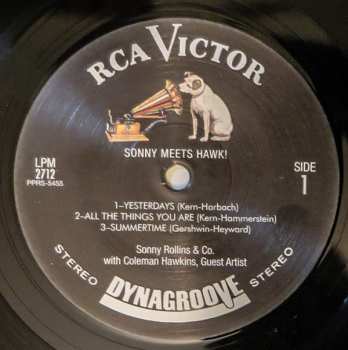 RCA VICTOR
SONNY MEETS HAWK!
LPM
2712
PPRS-5455
SIDE
1
1-YESTERDAYS (Kern-Harbach)
2-ALL THE THINGS YOU ARE (Kern-Hammerstein)
3-SUMMERTIME (Gershwin-Heyward)
Sonny Rollins & Co.
with Coleman Hawkins, Guest Artist
STEREO DYNAGROOVE STEREO